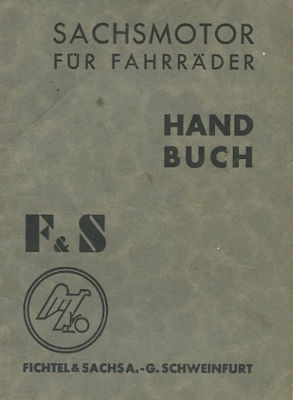 SACHSMOTOR
FÜR FAHRRÄDER
HAND
BUCH
F&S
FICHTEL & SACHS A.-G. SCHWEINFURT